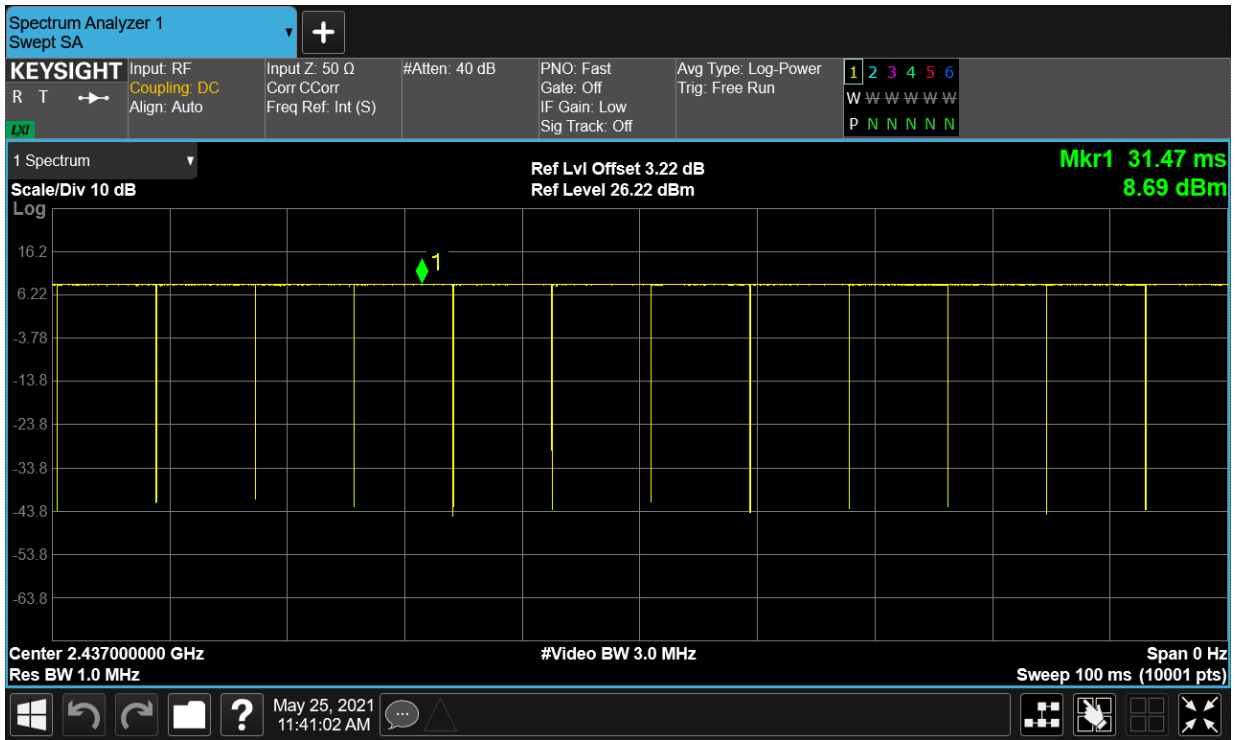 Spectrum Analyzer 1
Swept SA
KEYSIGHT
R T
LXI
Input: RF
Coupling: DC
Align: Auto
Input Z: 50 Ω
Corr CCorr
Freq Ref: Int (S)
#Atten: 40 dB
PNO: Fast
Gate: Off
IF Gain: Low
Sig Track: Off
Avg Type: Log-Power
Trig: Free Run
1 2 3 4 5 6
W W W W W W
P N N N N N
1 Spectrum
Scale/Div 10 dB
Log
Ref Lvl Offset 3.22 dB
Ref Level 26.22 dBm
Mkr1 31.47 ms
8.69 dBm
1
16.2
6.22
-3.78
-13.8
-23.8
-33.8
-43.8
-53.8
-63.8
Center 2.437000000 GHz
Res BW 1.0 MHz
#Video BW 3.0 MHz
Span 0 Hz
Sweep 100 ms (10001 pts)
?
May 25, 2021
11:41:02 AM